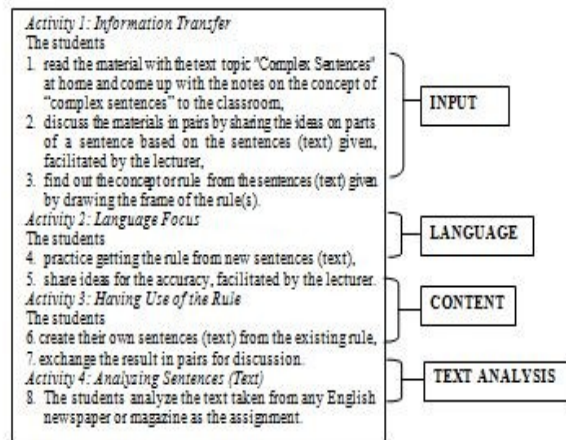 Activity 1: Information Transfer
The students
1. read the material with the text topic "Complex Sentences"
at home and come up with the notes on the concept of
"complex sentences" to the classroom,
2. discuss the materials in pairs by sharing the ideas on parts
of a sentence based on the sentences (text) given,
facilitated by the lecturer,
3. find out the concept or rule from the sentences (text) given
by drawing the frame of the rule(s).
INPUT
Activity 2: Language Focus
The students
4. practice getting the rule from new sentences (text),
5. share ideas for the accuracy, facilitated by the lecturer.
LANGUAGE
Activity 3: Having Use of the Rule
The students
6. create their own sentences (text) from the existing rule,
7. exchange the result in pairs for discussion.
CONTENT
Activity 4: Analyzing Sentences (Text)
8. The students analyze the text taken from any English
newspaper or magazine as the assignment.
TEXT ANALYSIS